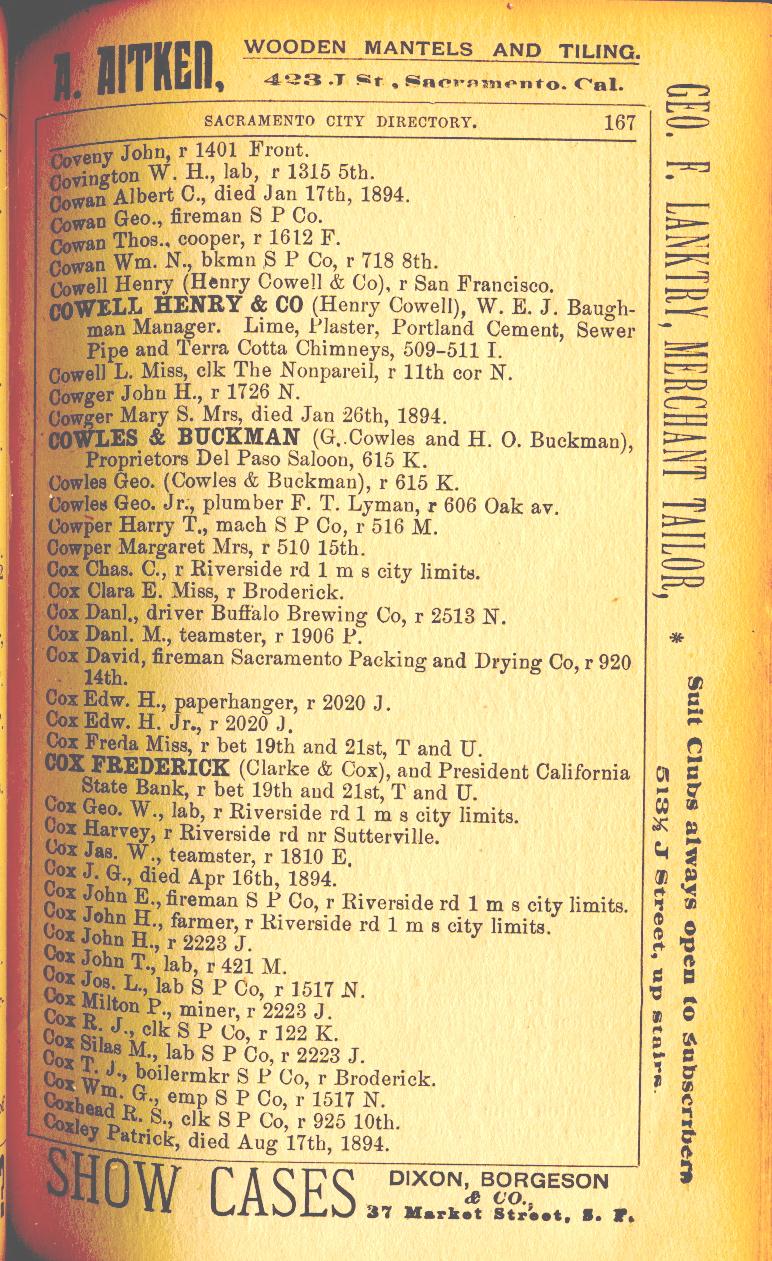 A. AITKEN,
WOODEN MANTELS AND TILING.
423 J St, Sacramento. Cal.
SACRAMENTO CITY DIRECTORY. 167
Coveny John, r 1401 Front.
Covington W. H., lab, r 1315 5th.
Cowan Albert C., died Jan 17th, 1894.
Cowan Geo., fireman S P Co.
Cowan Thos., cooper, r 1612 F.
Cowan Wm. N., bkmn S P Co, r 718 8th.
Cowell Henry (Henry Cowell & Co), r San Francisco.
COWELL HENRY & CO (Henry Cowell), W. E. J. Baugh-
man Manager. Lime, Plaster, Portland Cement, Sewer
Pipe and Terra Cotta Chimneys, 509-511 I.
Cowell L. Miss, clk The Nonpareil, r 11th cor N.
Cowger John H., r 1726 N.
Cowger Mary S. Mrs, died Jan 26th, 1894.
COWLES & BUCKMAN (G. Cowles and H. O. Buckman),
Proprietors Del Paso Saloon, 615 K.
Cowles Geo. (Cowles & Buckman), r 615 K.
Cowles Geo. Jr., plumber F. T. Lyman, r 606 Oak av.
Cowper Harry T., mach S P Co, r 516 M.
Cowper Margaret Mrs, r 510 15th.
Cox Chas. C., r Riverside rd 1 m s city limits.
Cox Clara E. Miss, r Broderick.
Cox Danl., driver Buffalo Brewing Co, r 2513 N.
Cox Danl. M., teamster, r 1906 P.
Cox David, fireman Sacramento Packing and Drying Co, r 920
14th.
Cox Edw. H., paperhanger, r 2020 J.
Cox Edw. H. Jr., r 2020 J.
Cox Freda Miss, r bet 19th and 21st, T and U.
COX FREDERICK (Clarke & Cox), and President California
State Bank, r bet 19th and 21st, T and U.
Cox Geo. W., lab, r Riverside rd 1 m s city limits.
Cox Harvey, r Riverside rd nr Sutterville.
Cox Jas. W., teamster, r 1810 E.
Cox J. G., died Apr 16th, 1894.
Cox John E., fireman S P Co, r Riverside rd 1 m s city limits.
Cox John H., farmer, r Riverside rd 1 m s city limits.
Cox John H., r 2223 J.
Cox John T., lab, r 421 M.
Cox Jos. L., lab S P Co, r 1517 N.
Cox Milton P., miner, r 2223 J.
Cox R. J., clk S P Co, r 122 K.
Cox Silas M., lab S P Co, r 2223 J.
Cox T. J., boilermkr S P Co, r Broderick.
Cox Wm. G., emp S P Co, r 1517 N.
Coxhead R. S., clk S P Co, r 925 10th.
Coxley Patrick, died Aug 17th, 1894.
GEO. F. LANKTRY, MERCHANT TAILOR, *
Suit Clubs always open to Subscribers
513½ J Street, up stairs.
SHOW CASES
DIXON, BORGESON
& CO.,
37 Market Street, S. F.